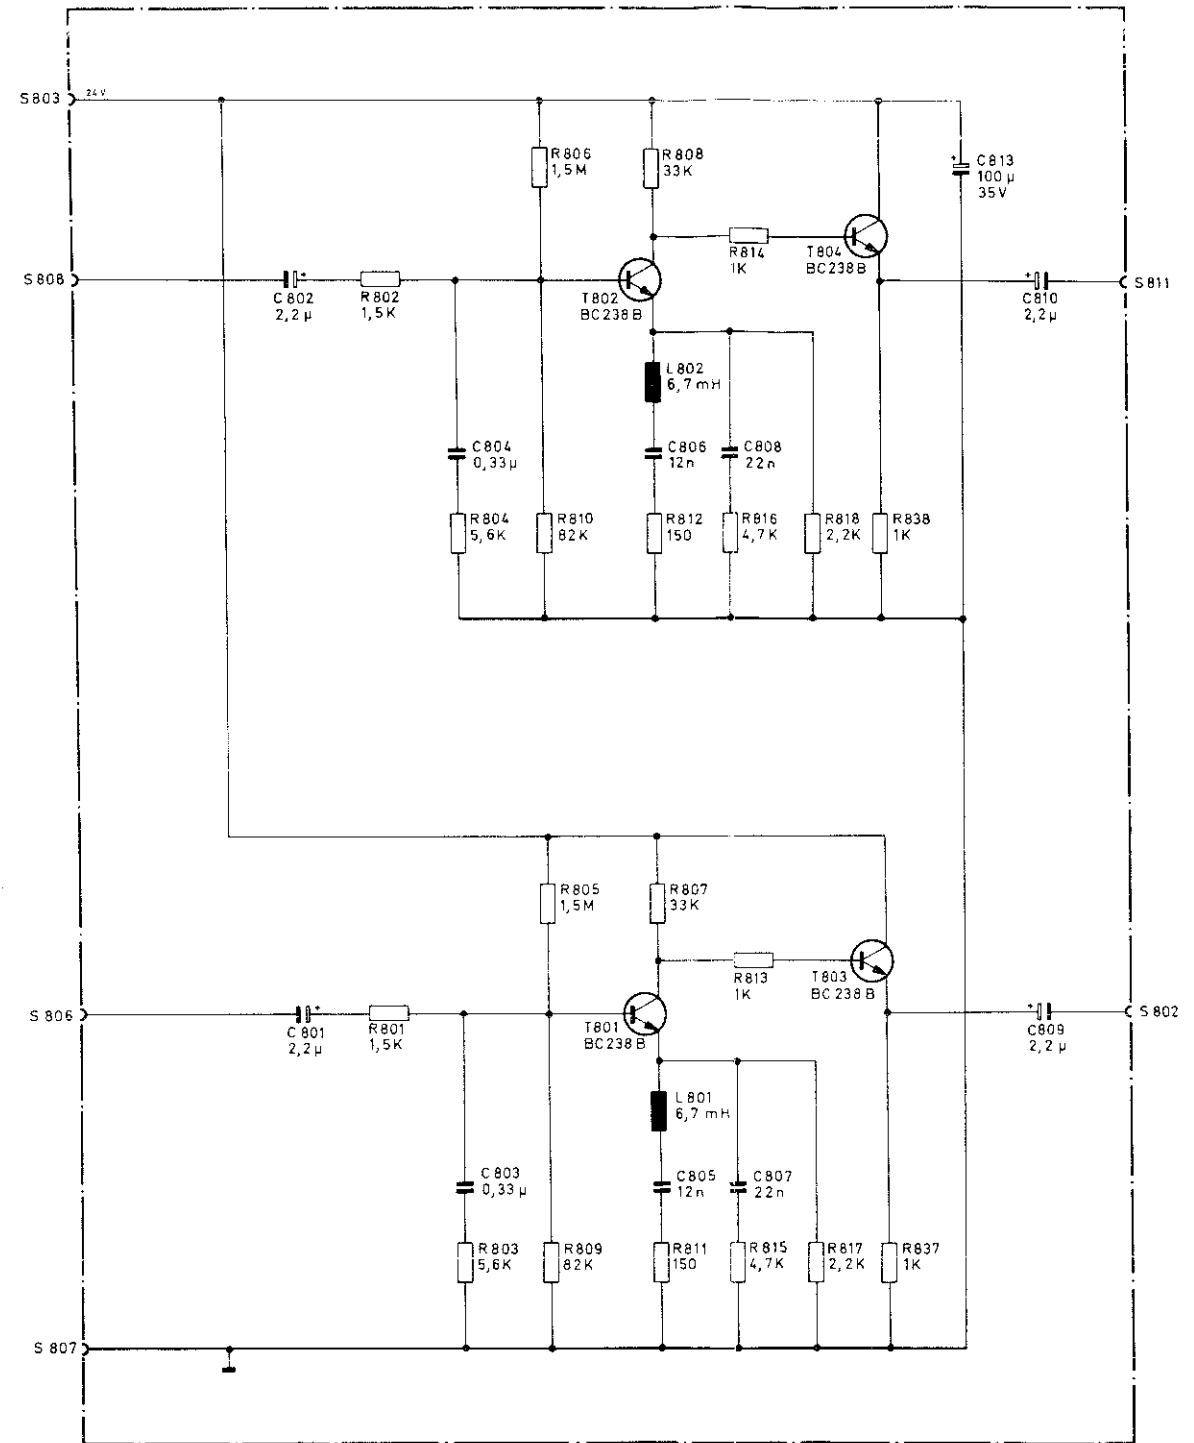 S803
24V
R806
1,5M
R808
33K
C813
100 µ
35V
R814
1K
T804
BC238B
S808
C802
2,2 µ
R802
1,5K
T802
BC238B
C810
2,2µ
S811
L802
6,7 mH
C804
0,33µ
C806
12n
C808
22n
R804
5,6K
R810
82K
R812
150
R816
4,7K
R818
2,2K
R838
1K
R805
1,5M
R807
33K
R813
1K
T803
BC238B
S806
C801
2,2µ
R801
1,5K
T801
BC238B
C809
2,2 µ
S802
L801
6,7 mH
C803
0,33 µ
C805
12n
C807
22n
R803
5,6K
R809
82K
R811
150
R815
4,7K
R817
2,2K
R837
1K
S807